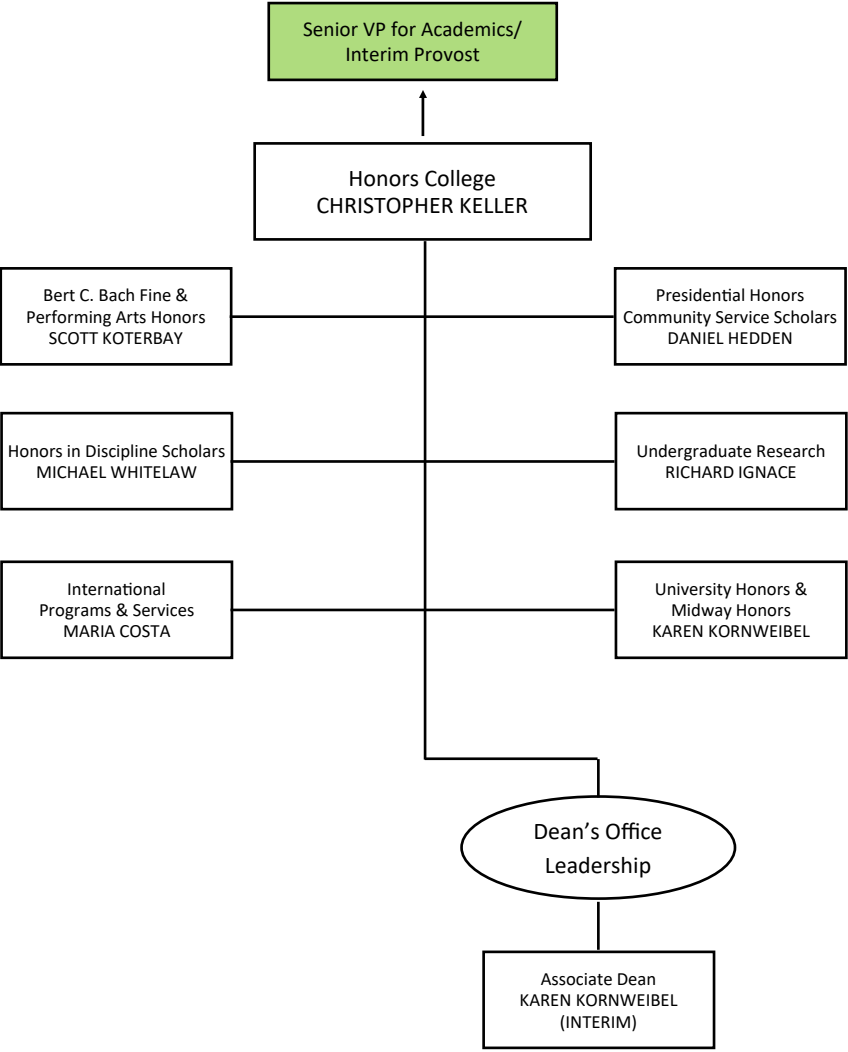 Senior VP for Academics/
Interim Provost
Honors College
CHRISTOPHER KELLER
Bert C. Bach Fine &
Performing Arts Honors
SCOTT KOTERBAY
Presidential Honors
Community Service Scholars
DANIEL HEDDEN
Honors in Discipline Scholars
MICHAEL WHITELAW
Undergraduate Research
RICHARD IGNACE
International
Programs & Services
MARIA COSTA
University Honors &
Midway Honors
KAREN KORNWEIBEL
Dean’s Office
Leadership
Associate Dean
KAREN KORNWEIBEL
(INTERIM)